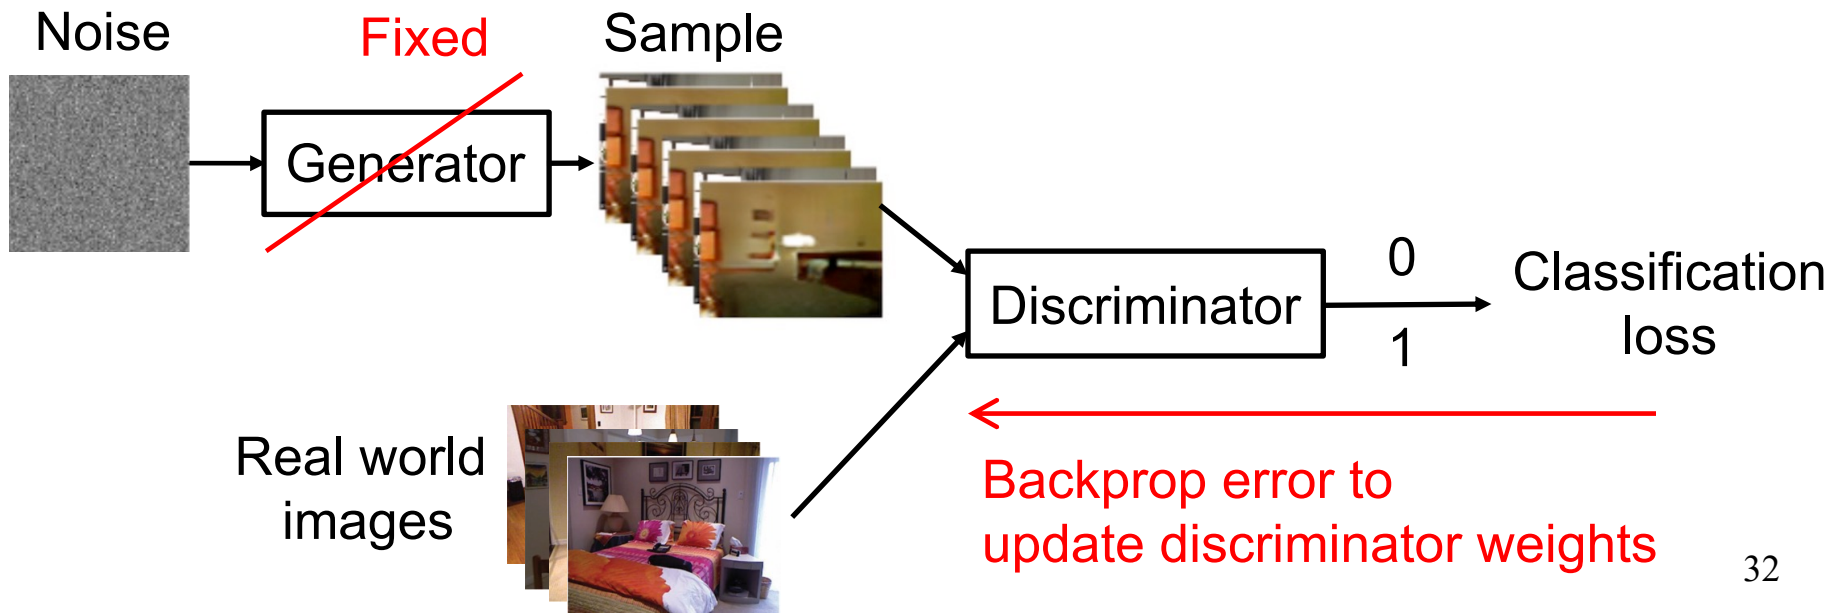 Noise
Fixed
Sample
Generator
Discriminator
0
1
Classification
loss
Real world
images
Backprop error to
update discriminator weights
32